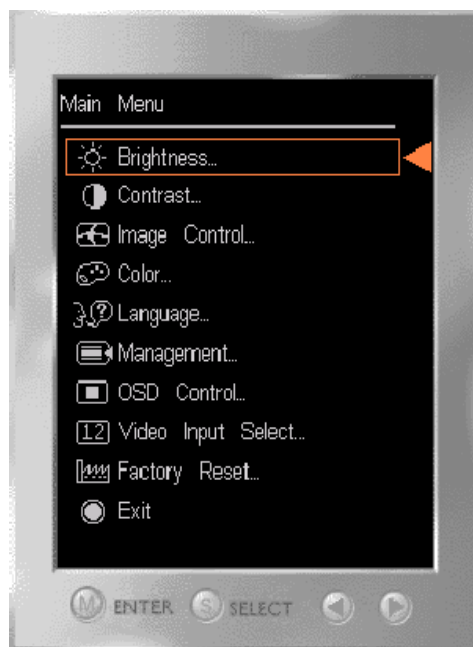 Main Menu
Brightness...
Contrast...
Image Control...
Color...
Language...
Management...
OSD Control...
12 Video Input Select...
Factory Reset...
Exit
M ENTER S SELECT